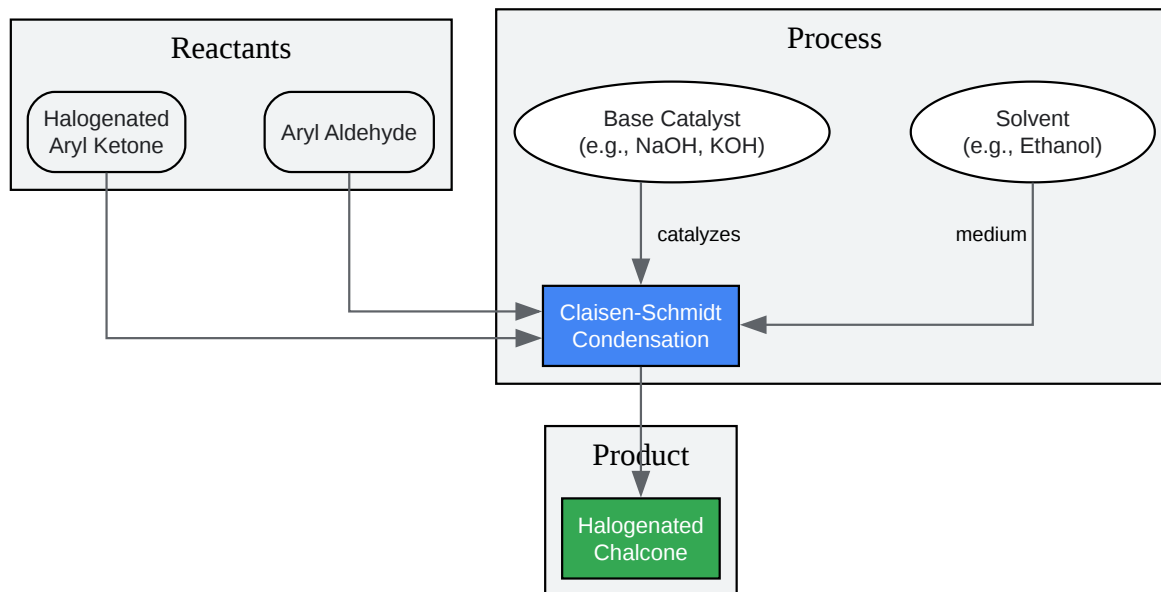 Reactants
Halogenated
Aryl Ketone
Aryl Aldehyde
Process
Base Catalyst
(e.g., NaOH, KOH)
Solvent
(e.g., Ethanol)
catalyzes
medium
Claisen-Schmidt
Condensation
Product
Halogenated
Chalcone